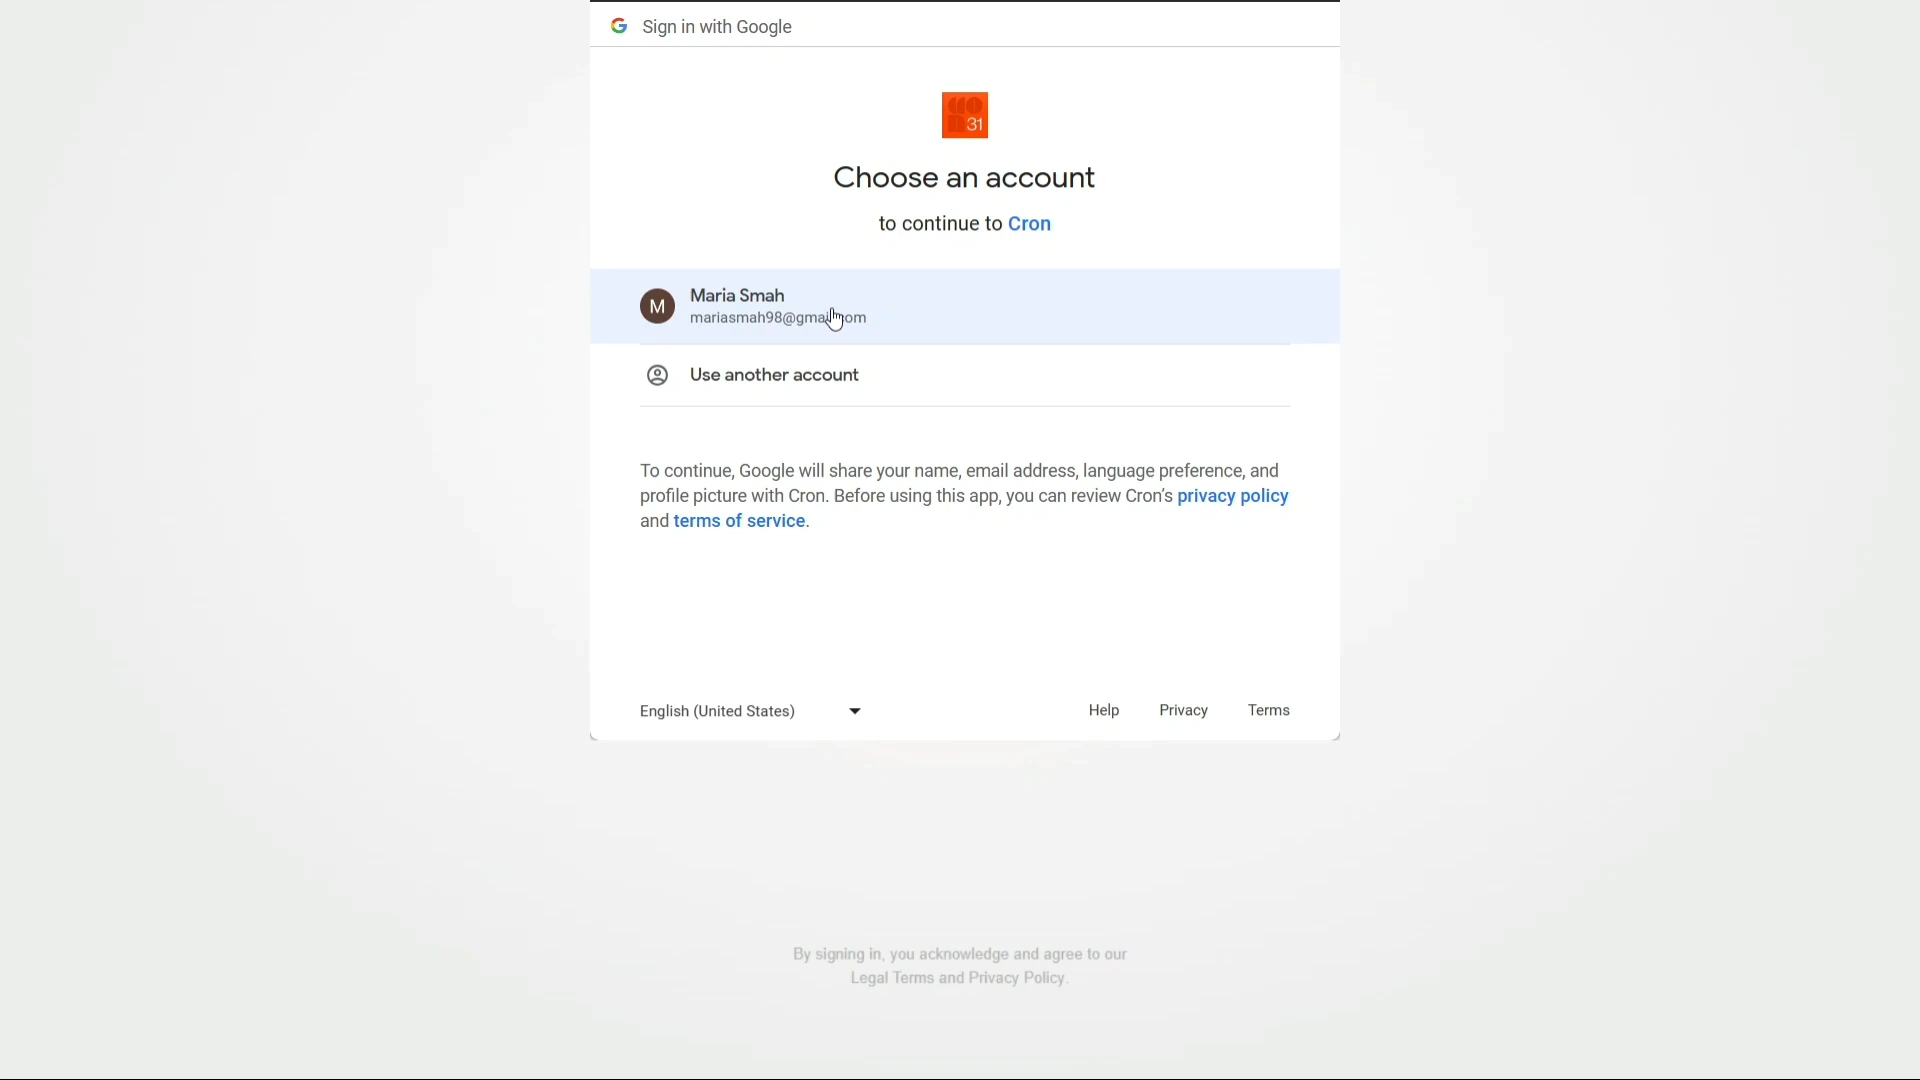 Sign in with Google
31
Choose an account
to continue to Cron
M
Maria Smah
Use another account
To continue, Google will share your name, email address, language preference, and
profile picture with Cron. Before using this app, you can review Cron's privacy policy
and terms of service.
English (United States)
Help Privacy Terms
By signing in, you acknowledge and agree to our
Legal Terms and Privacy Policy.